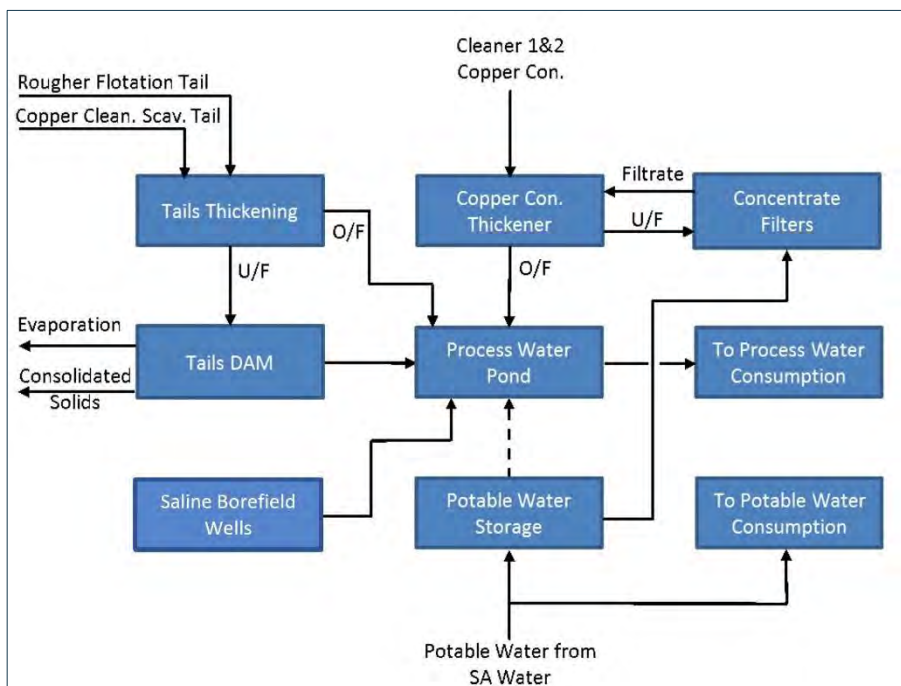 Cleaner 1&2
Copper Con.
Rougher Flotation Tail
Copper Clean. Scav. Tail
Tails Thickening
O/F
U/F
Copper Con.
Thickener
Filtrate
U/F
O/F
Concentrate
Filters
Evaporation
Consolidated
Solids
Tails DAM
Process Water
Pond
To Process Water
Consumption
Saline Borefield
Wells
Potable Water
Storage
To Potable Water
Consumption
Potable Water from
SA Water